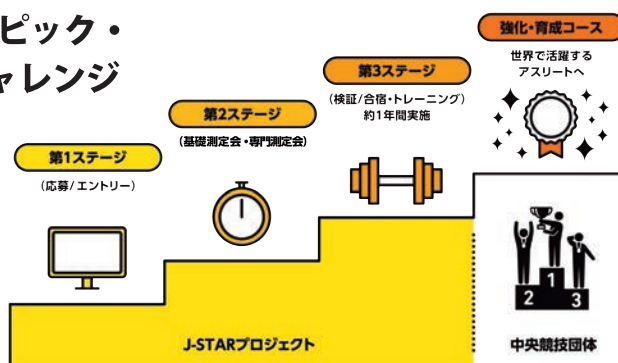 ピック・
ャレンジ
第1ステージ
（応募/エントリー）
第2ステージ
（基礎測定会・専門測定会）
第3ステージ
（検証/合宿・トレーニング）
約1年間実施
強化・育成コース
世界で活躍する
アスリートへ
1
2
3
J-STARプロジェクト
中央競技団体